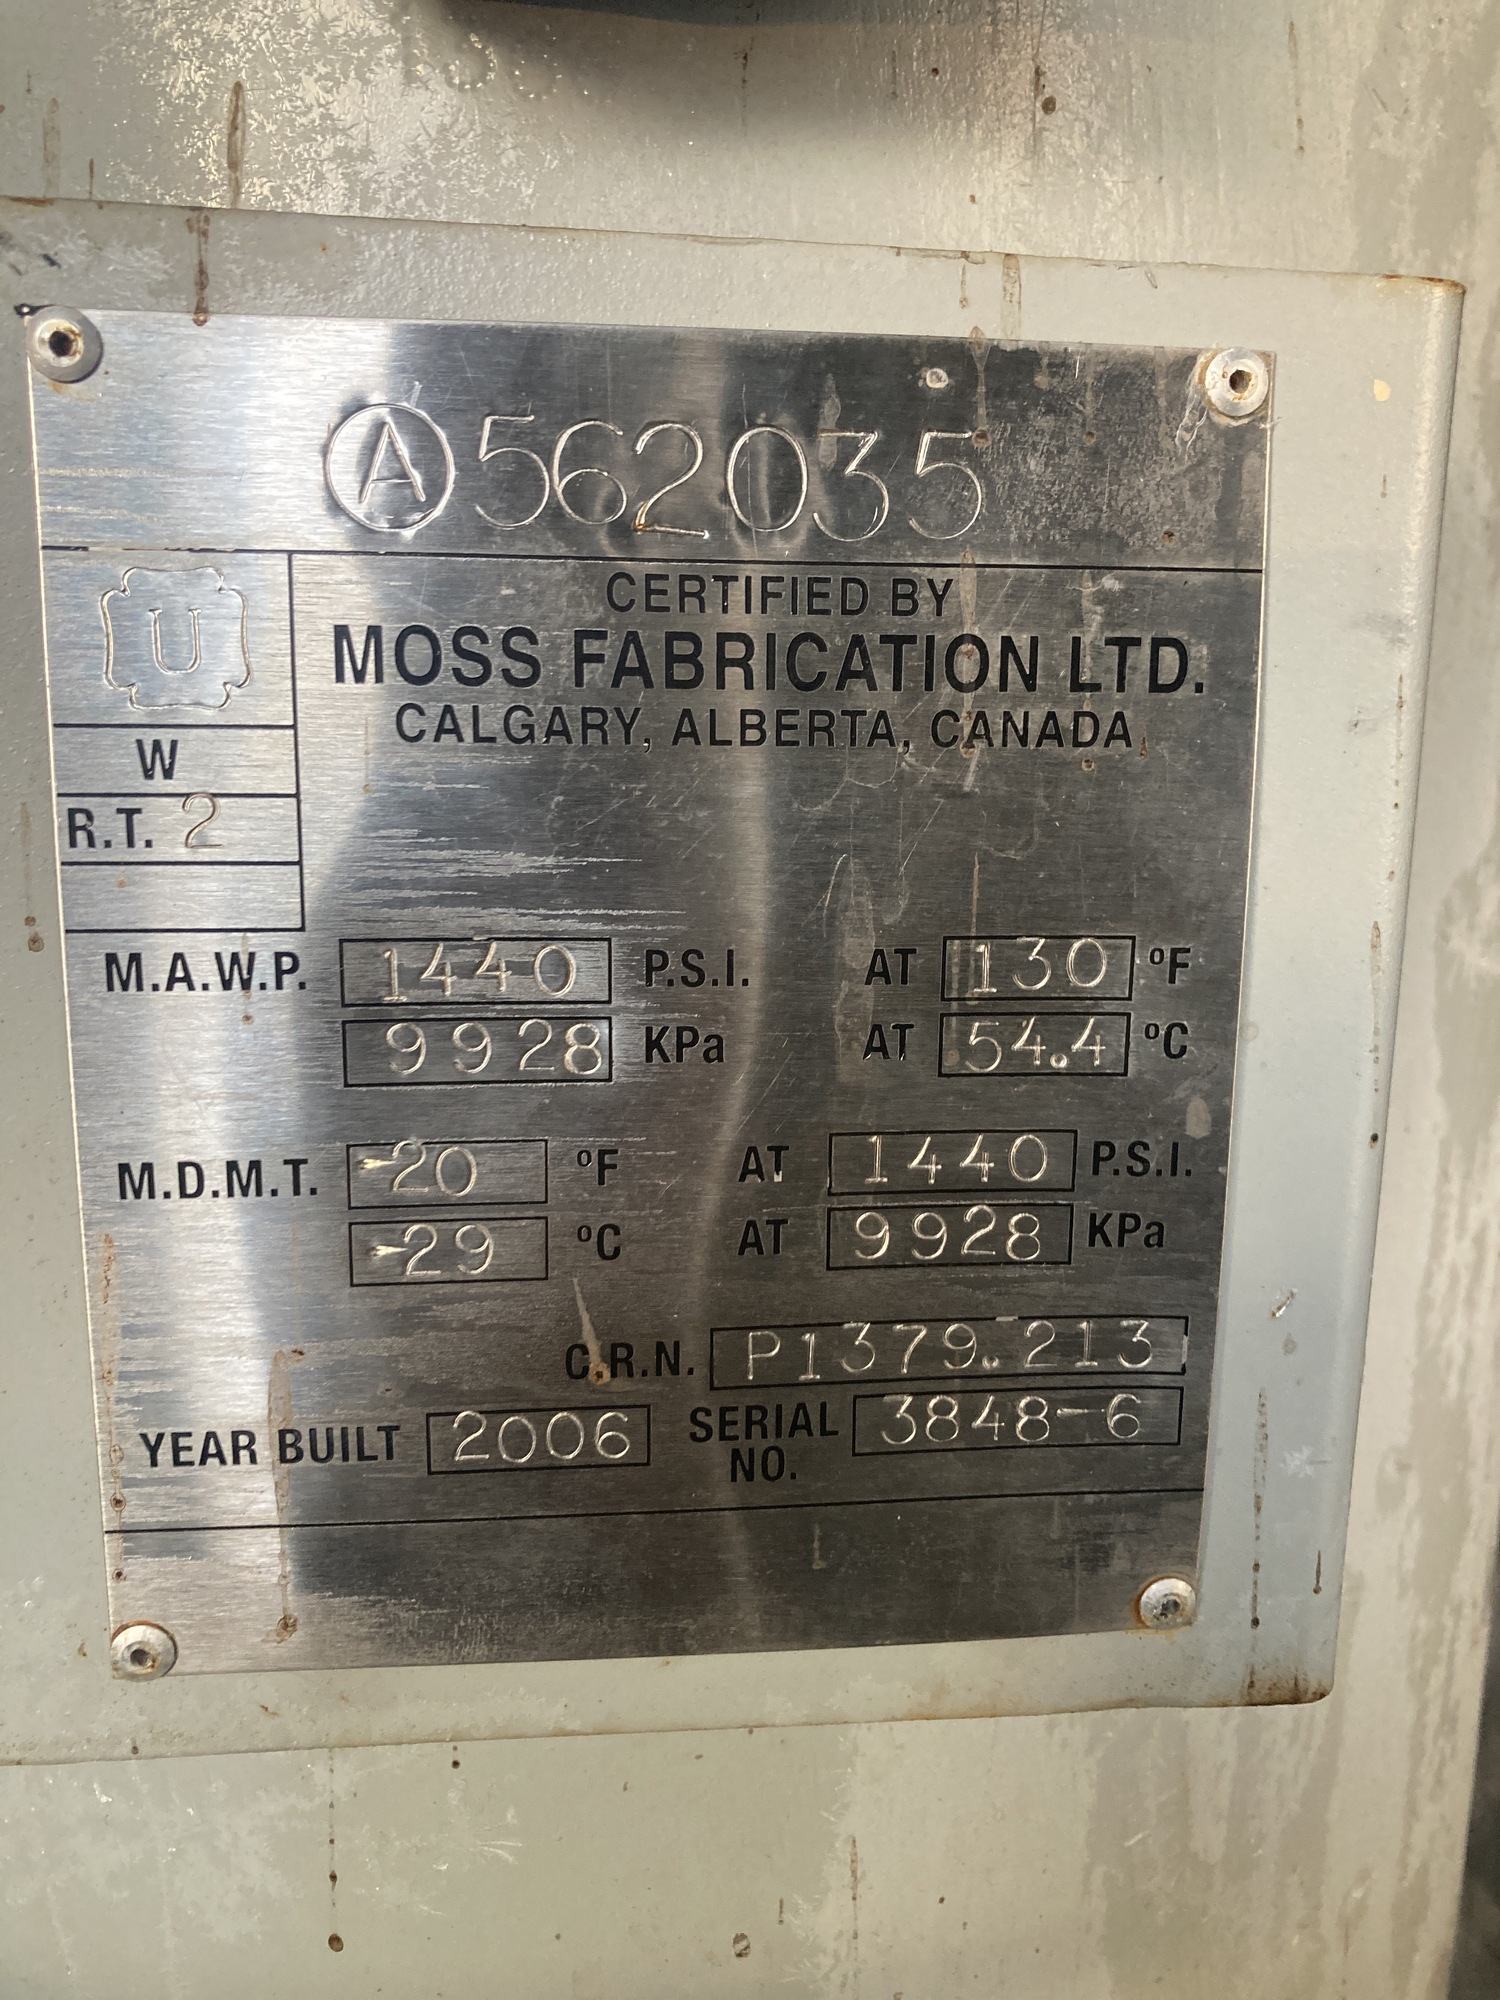 A 562035
CERTIFIED BY
U
MOSS FABRICATION LTD.
CALGARY, ALBERTA, CANADA
W
R.T. 2
M.A.W.P. 1440 P.S.I. AT 130 °F
9928 KPa AT 54.4 °C
M.D.M.T. -20 °F AT 1440 P.S.I.
-29 °C AT 9928 KPa
C.R.N. P1379.213
YEAR BUILT 2006 SERIAL NO. 3848-6